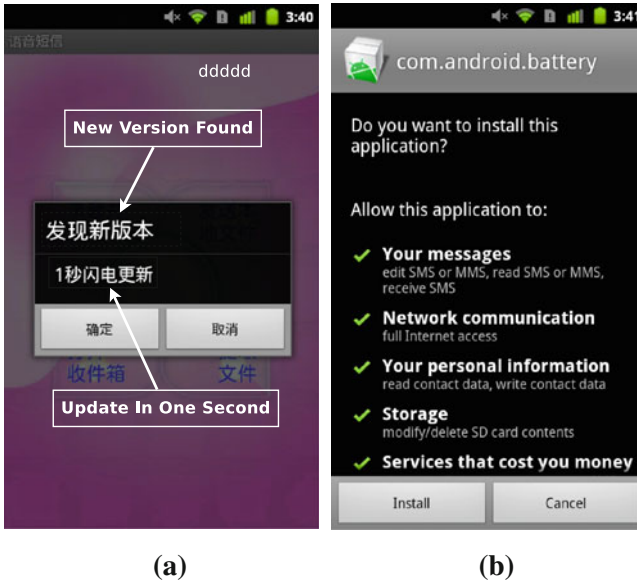 3:40
语音短信
ddddd
New Version Found
发现新版本
1秒闪电更新
确定
取消
收件箱
文件
Update In One Second
(a)
3:41
com.android.battery
Do you want to install this
application?
Allow this application to:
Your messages
edit SMS or MMS, read SMS or MMS,
receive SMS
Network communication
full Internet access
Your personal information
read contact data, write contact data
Storage
modify/delete SD card contents
Services that cost you money
Install
Cancel
(b)